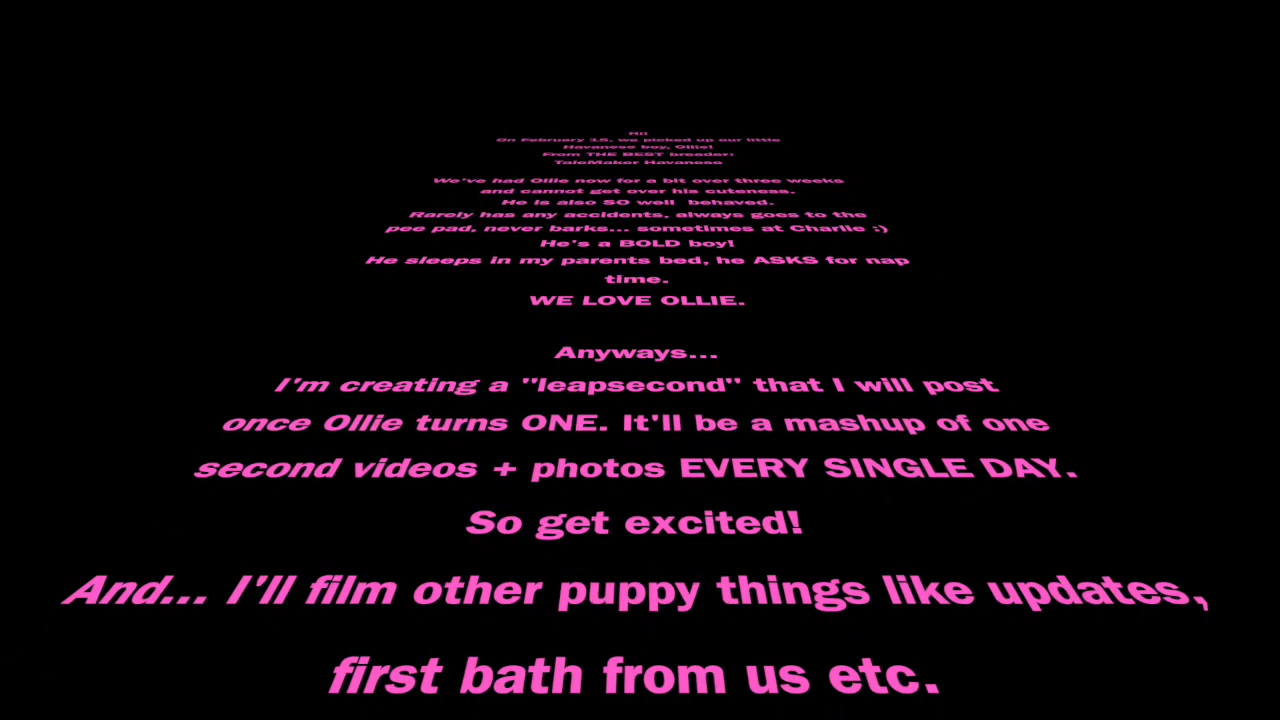 Hi!
On February 15, we picked up our little
Havanese boy, Ollie!
From THE BEST breeder:
TaleMaker Havanese
We've had Ollie now for a bit over three weeks
and cannot get over his cuteness.
He is also SO well  behaved.
Rarely has any accidents, always goes to the
pee pad, never barks... sometimes at Charlie :)
He's a BOLD boy!
He sleeps in my parents bed, he ASKS for nap
time.
WE LOVE OLLIE.
Anyways...
I'm creating a "leapsecond" that I will post
once Ollie turns ONE. It'll be a mashup of one
second videos + photos EVERY SINGLE DAY.
So get excited!
And... I'll film other puppy things like updates,
first bath from us etc.